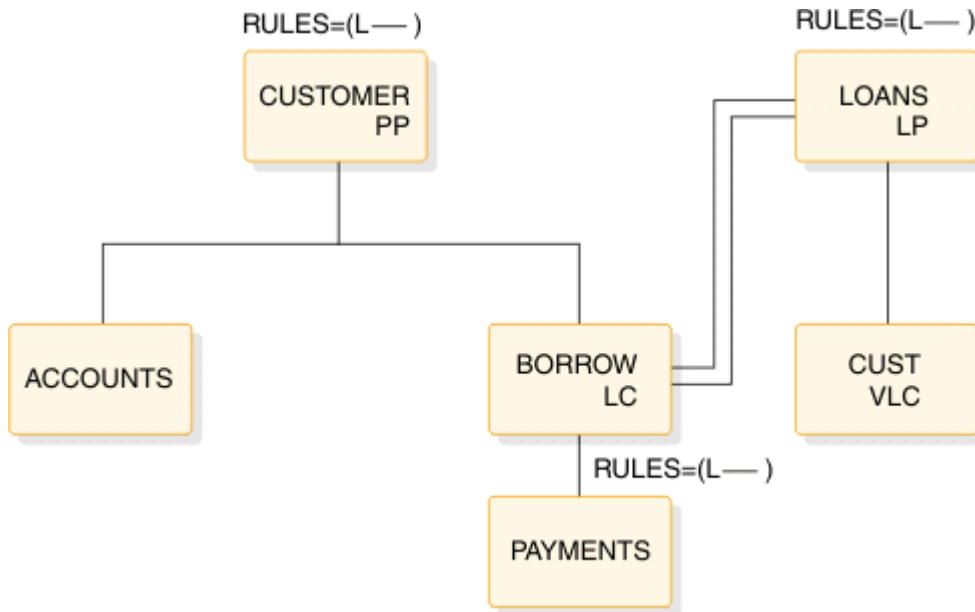 RULES=(L— )
CUSTOMER
PP
RULES=(L— )
LOANS
LP
ACCOUNTS
BORROW
LC
CUST
VLC
RULES=(L— )
PAYMENTS